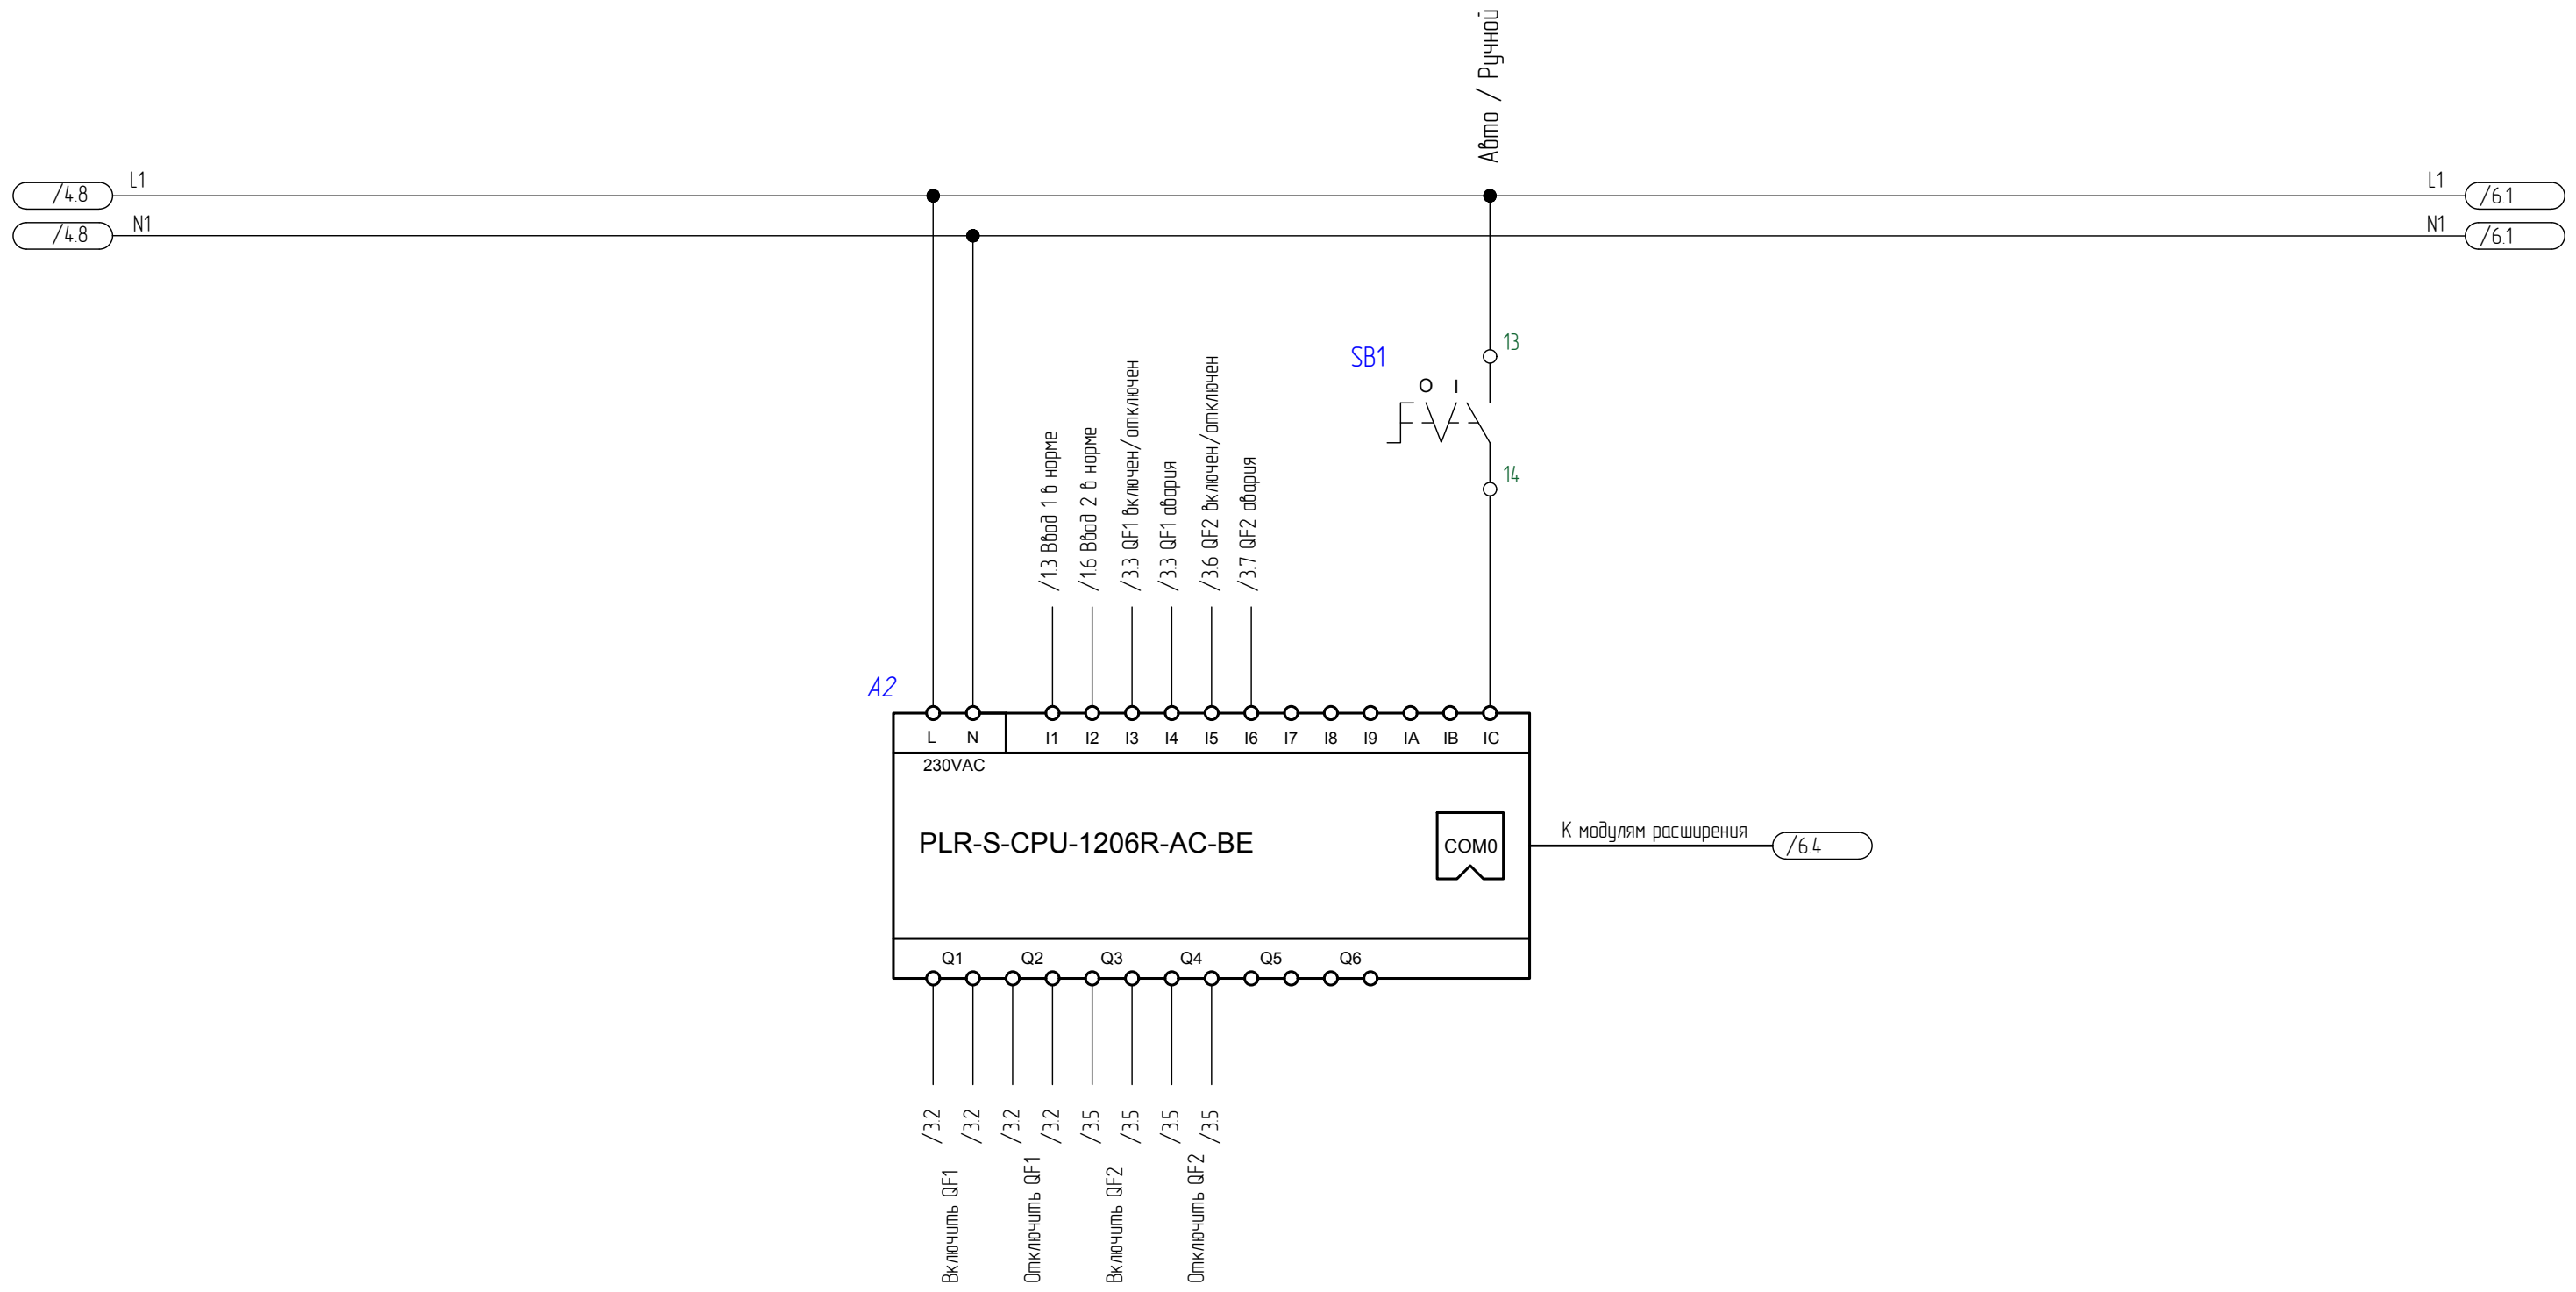 Авто / Ручной
/4.8 L1 L1 /6.1
/4.8 N1 N1 /6.1
SB1
13
O I
14
/1.3 Ввод 1 в норме
/1.6 Ввод 2 в норме
/3.3 QF1 включен/отключен
/3.3 QF1 авария
/3.6 QF2 включен/отключен
/3.7 QF2 авария
A2
L N I1 I2 I3 I4 I5 I6 I7 I8 I9 IA IB IC
230VAC
PLR-S-CPU-1206R-AC-BE
COM0
К модулям расширения /6.4
Q1 Q2 Q3 Q4 Q5 Q6
/3.2 /3.2 /3.2 /3.2 /3.5 /3.5 /3.5 /3.5
Включить QF1
Отключить QF1
Включить QF2
Отключить QF2